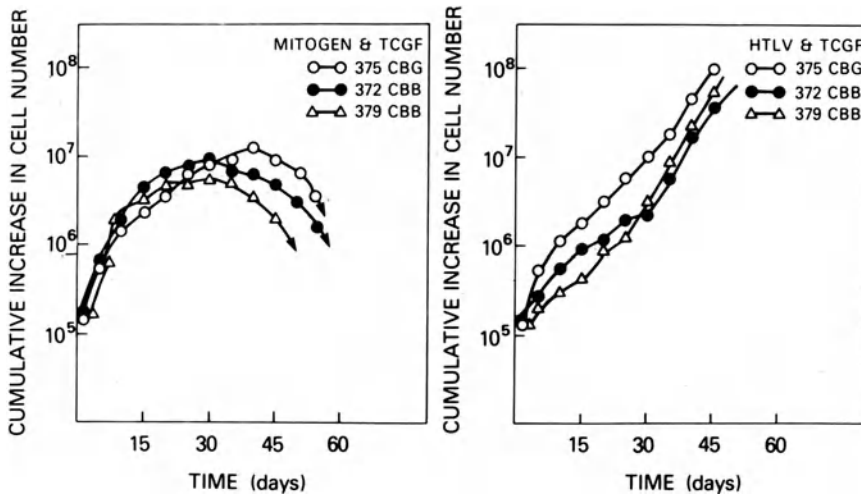 CUMULATIVE INCREASE IN CELL NUMBER
10⁸
10⁷
10⁶
10⁵
MITOGEN & TCGF
375 CBG
372 CBB
379 CBB
15 30 45 60
TIME (days)
CUMULATIVE INCREASE IN CELL NUMBER
10⁸
10⁷
10⁶
10⁵
HTLV & TCGF
375 CBG
372 CBB
379 CBB
15 30 45 60
TIME (days)